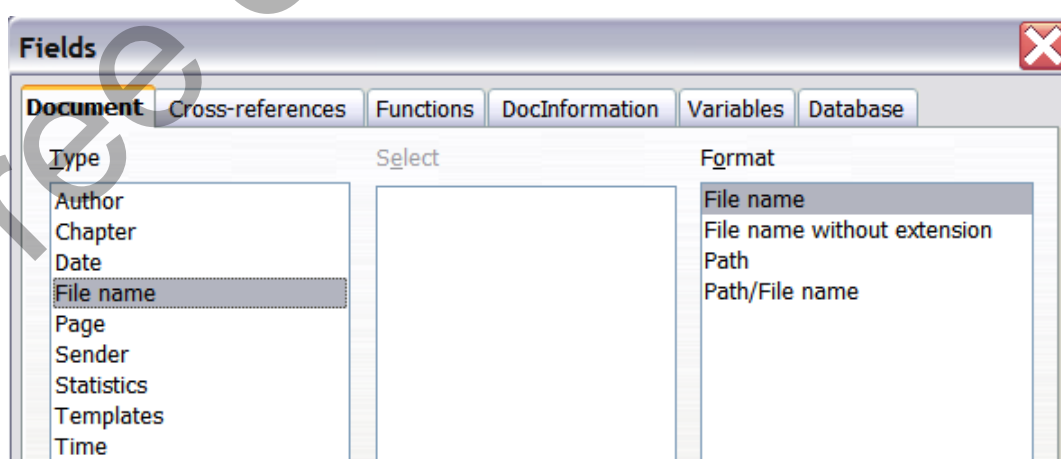 Fields
Document Cross-references Functions DocInformation Variables Database
Type Select Format
Author File name
Chapter File name without extension
Date Path
File name Path/File name
Page
Sender
Statistics
Templates
Time